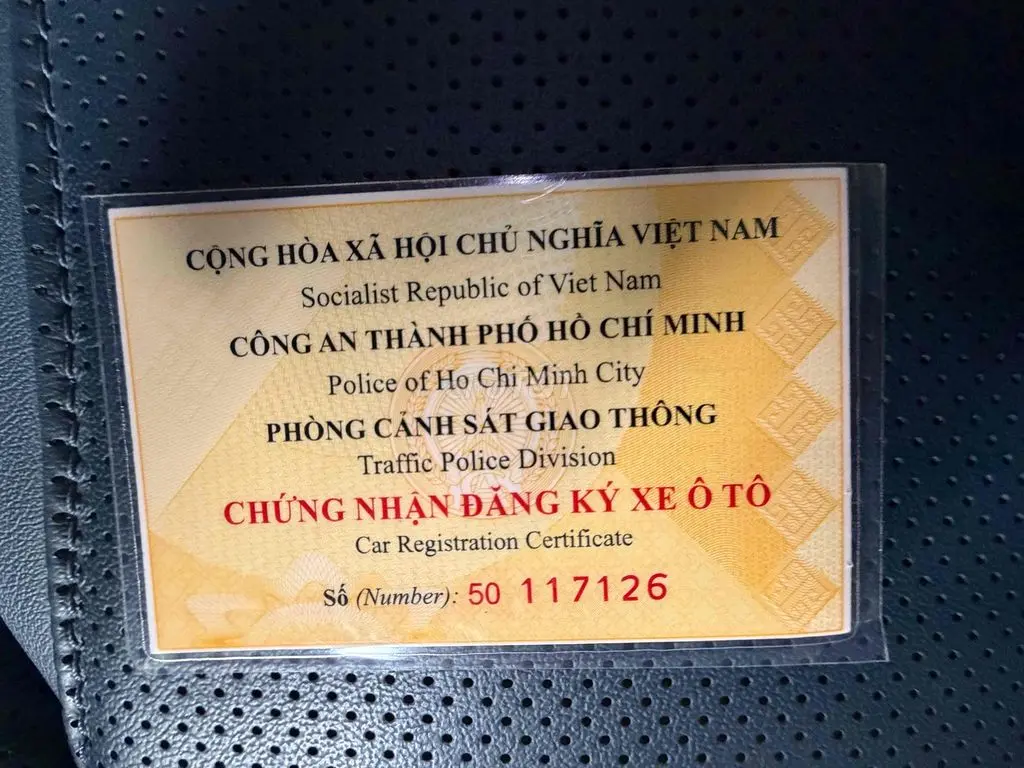 CỘNG HÒA XÃ HỘI CHỦ NGHĨA VIỆT NAM
Socialist Republic of Viet Nam
CÔNG AN THÀNH PHỐ HỒ CHÍ MINH
Police of Ho Chi Minh City
PHÒNG CẢNH SÁT GIAO THÔNG
Traffic Police Division
CHỨNG NHẬN ĐĂNG KÝ XE Ô TÔ
Car Registration Certificate
Số (Number): 50 117126